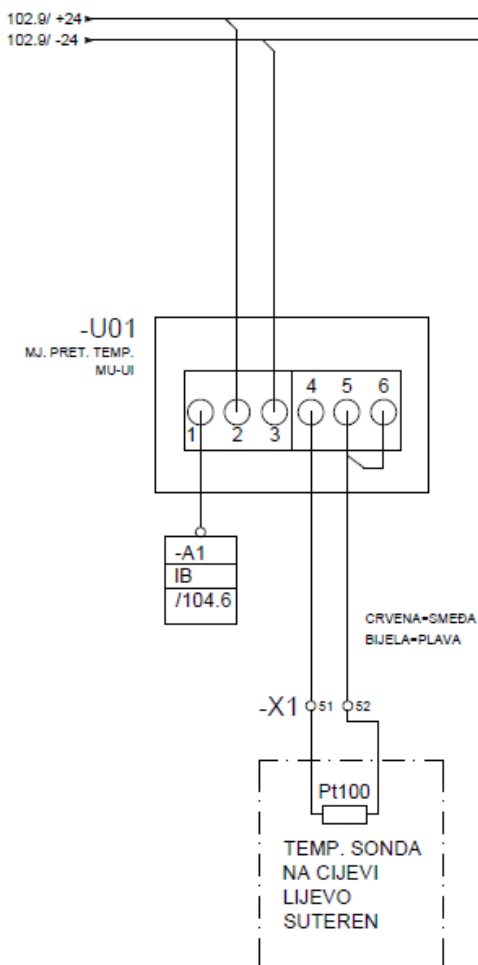 102.9/ +24
102.9/ -24
-U01
MJ. PRET. TEMP.
MU-UI
4 5 6
1 2 3
-A1
IB
/104.6
CRVENA=SMEĐA
BIJELA=PLAVA
-X1 51 52
Pt100
TEMP. SONDA
NA CIJEVI
LIJEVO
SUTEREN